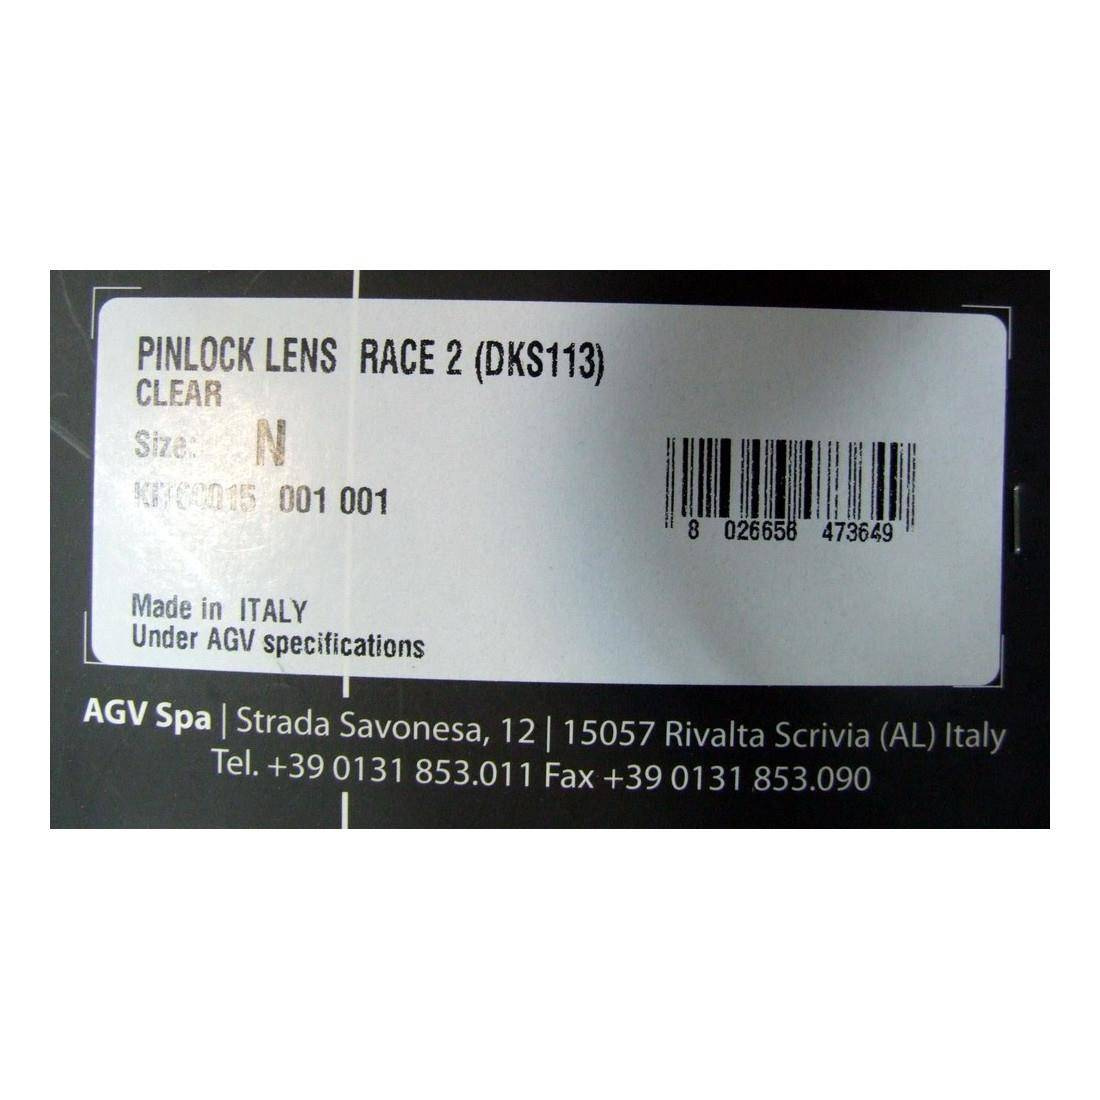 PINLOCK LENS RACE 2 (DKS113)
CLEAR
Size: N
KIT60015 001 001
8 026656 473649
Made in ITALY
Under AGV specifications
AGV Spa | Strada Savonesa, 12 | 15057 Rivalta Scrivia (AL) Italy
Tel. +39 0131 853.011 Fax +39 0131 853.090